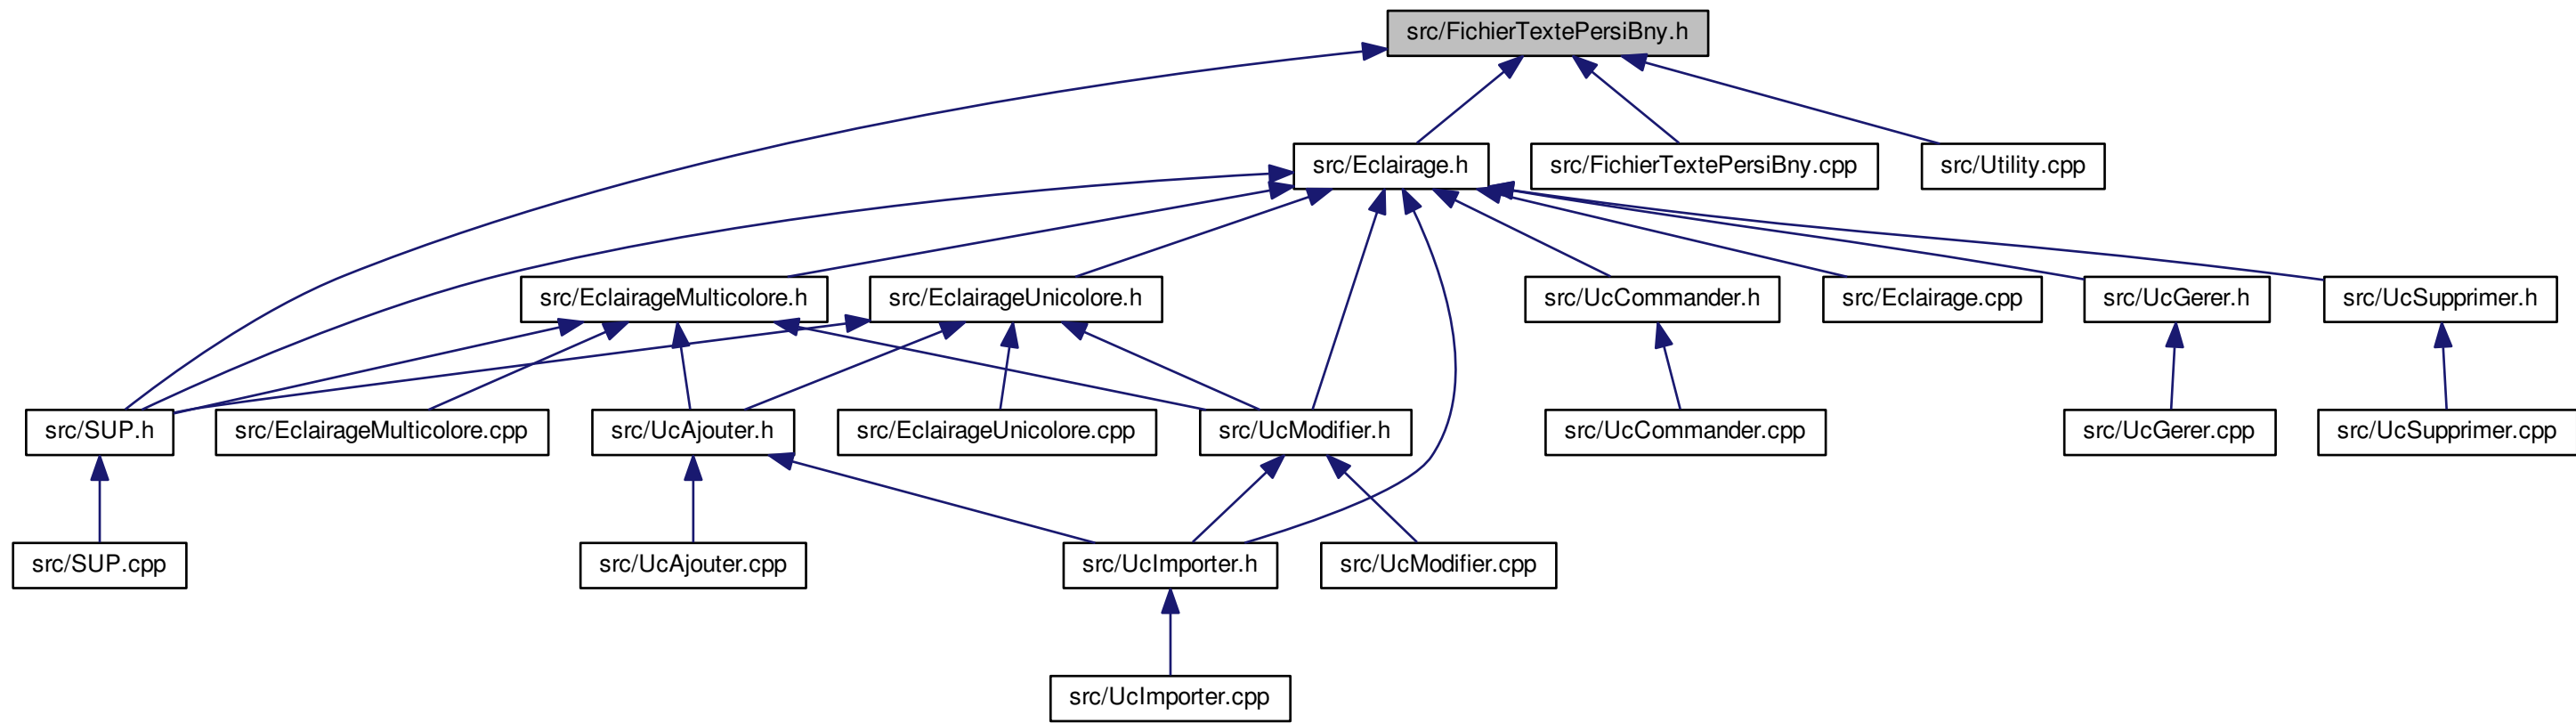 src/FichierTextePersiBny.h
src/Eclairage.h
src/FichierTextePersiBny.cpp
src/Utility.cpp
src/EclairageMulticolore.h
src/EclairageUnicolore.h
src/UcCommander.h
src/Eclairage.cpp
src/UcGerer.h
src/UcSupprimer.h
src/SUP.h
src/EclairageMulticolore.cpp
src/UcAjouter.h
src/EclairageUnicolore.cpp
src/UcModifier.h
src/UcCommander.cpp
src/UcGerer.cpp
src/UcSupprimer.cpp
src/SUP.cpp
src/UcAjouter.cpp
src/UcImporter.h
src/UcModifier.cpp
src/UcImporter.cpp